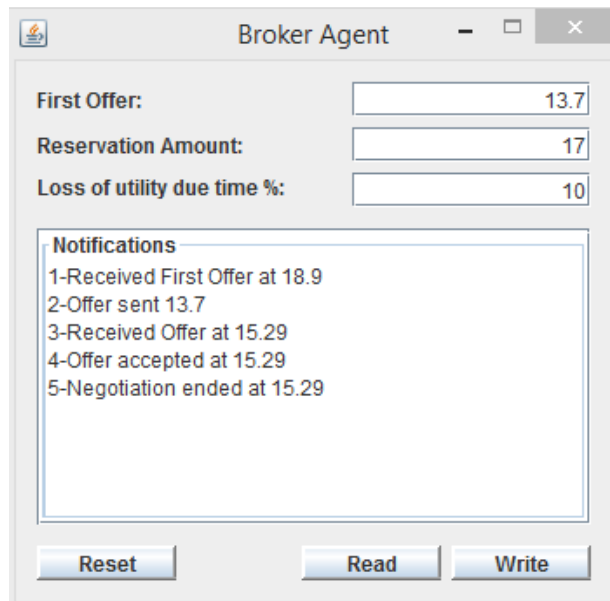 Broker Agent
First Offer: 13.7
Reservation Amount: 17
Loss of utility due time %: 10
Notifications
1-Received First Offer at 18.9
2-Offer sent 13.7
3-Received Offer at 15.29
4-Offer accepted at 15.29
5-Negotiation ended at 15.29
Reset Read Write